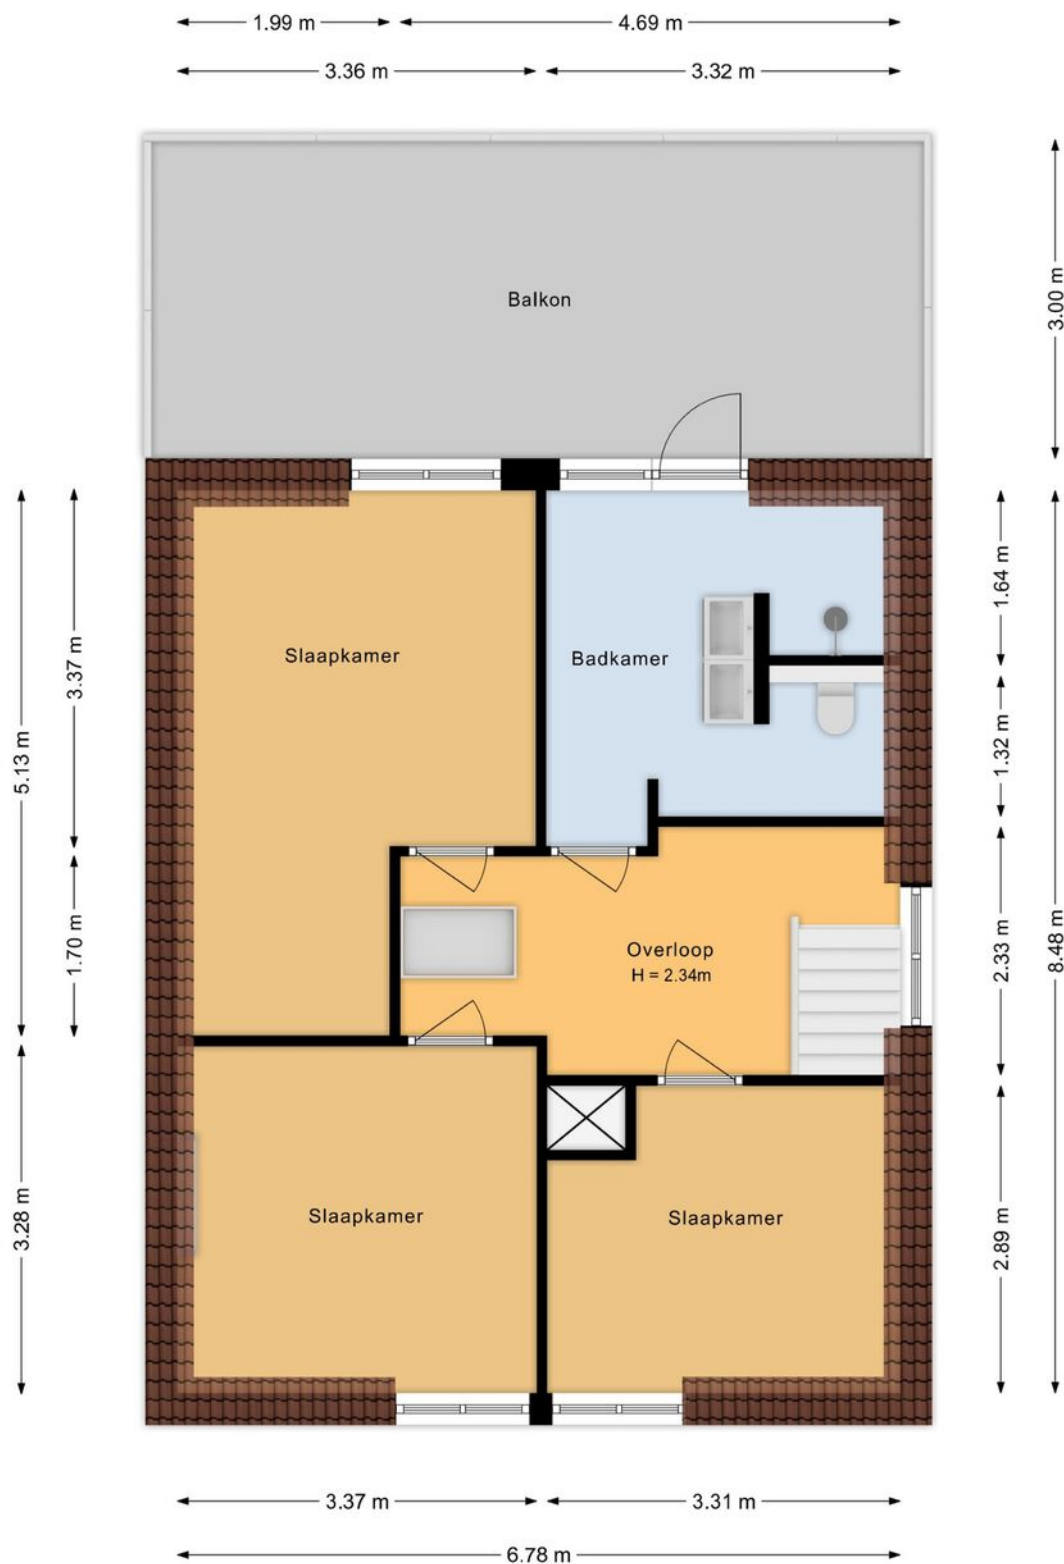 1.99 m
4.69 m
3.36 m
3.32 m
Balkon
3.00 m
Slaapkamer
Badkamer
1.64 m
3.37 m
1.32 m
5.13 m
1.70 m
Overloop
H = 2.34m
2.33 m
8.48 m
Slaapkamer
Slaapkamer
3.28 m
2.89 m
3.37 m
3.31 m
6.78 m